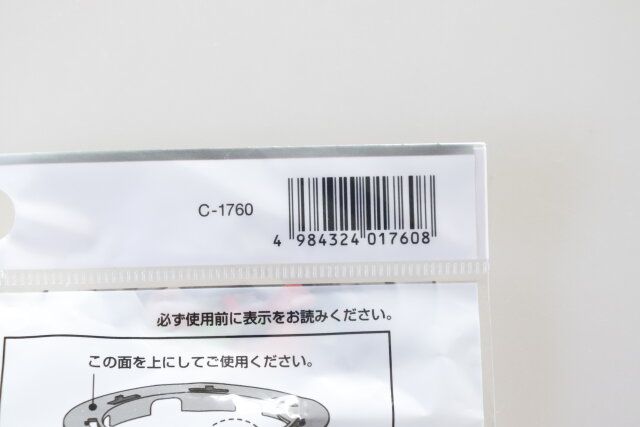 C-1760
4 984324 017608
必ず使用前に表示をお読みください。
この面を上にしてご使用ください。